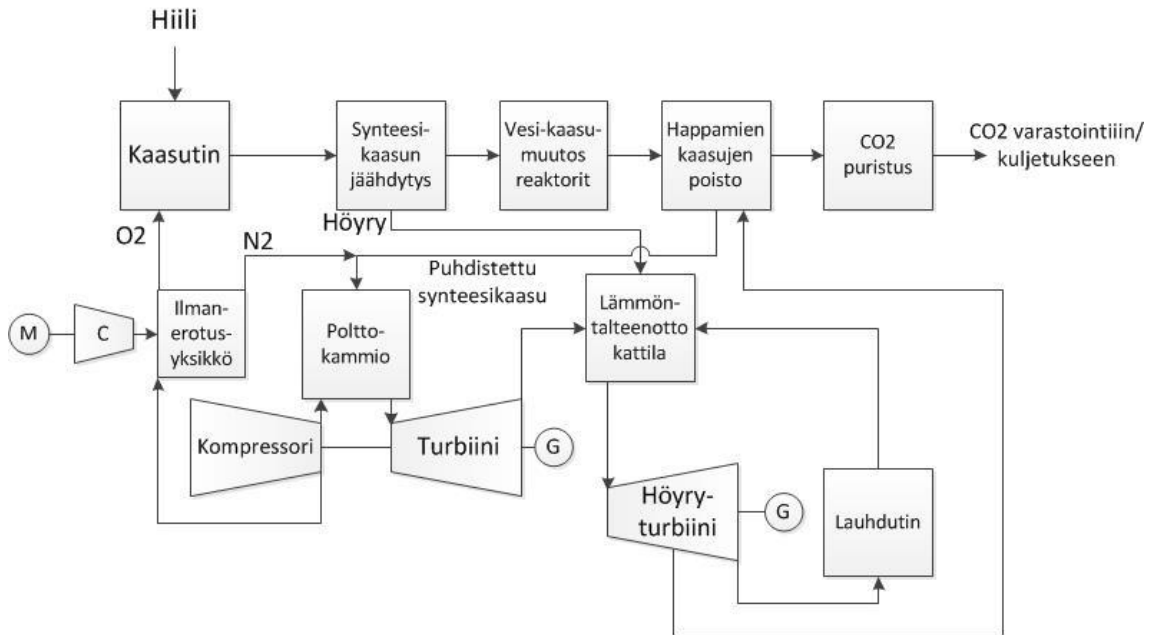 Hiili
Kaasutin
Synteesi-
kaasun
jäähdytys
Vesi-kaasu-
muutos
reaktorit
Happamien
kaasujen
poisto
CO2
puristus
CO2 varastointiiin/
kuljetukseen
O2
N2
Höyry
Puhdistettu
synteesikaasu
M
C
Ilman-
erotus-
yksikkö
Poltto-
kammio
Lämmön-
talteenotto
kattila
Kompressori
Turbiini
G
Höyry-
turbiini
G
Lauhdutin